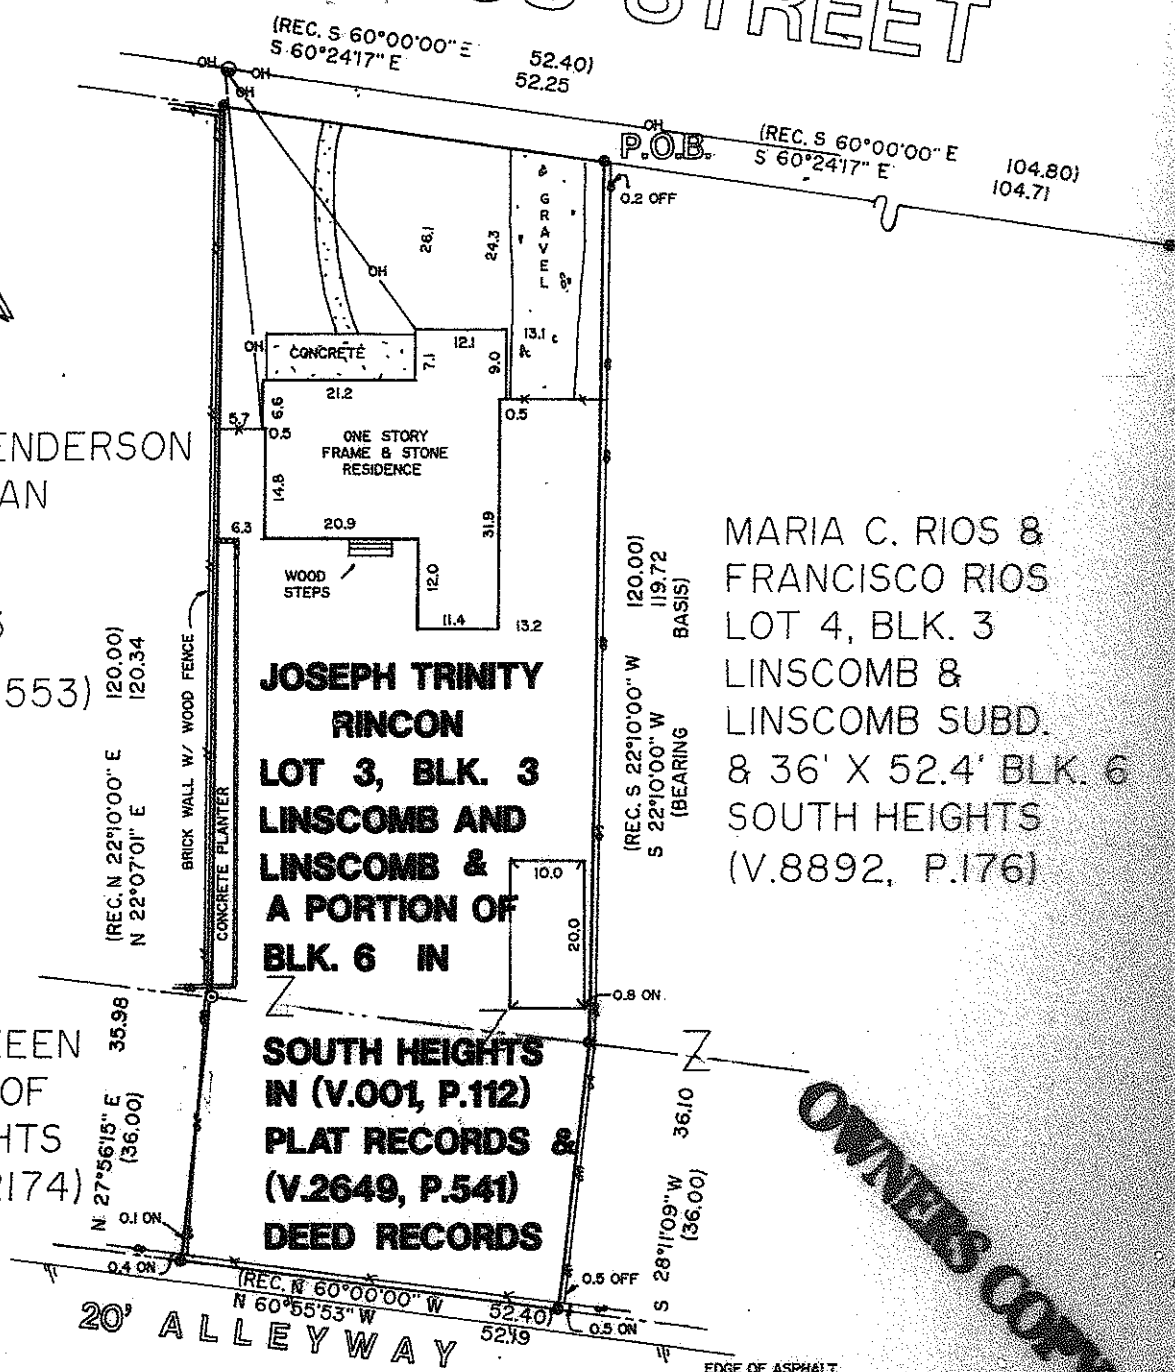 STREET
(REC. S 60°00'00" E 52.40)
S 60°24'17" E 52.25
OH
OH
OH
OH
P.O.B.
(REC. S 60°00'00" E 104.80)
S 60°24'17" E 104.71
0.2 OFF
& GRAVEL
26.1
24.3
OH
OH
CONCRETE
7.1
12.1
9.0
13.1
21.2
6.6
5.7
0.5
0.5
ONE STORY
FRAME & STONE
RESIDENCE
14.8
6.3
20.9
31.9
WOOD
STEPS
12.0
11.4
13.2
ENDERSON
AN
553)
(REC. N 22°10'00" E 120.00)
N 22°07'01" E 120.34
BRICK WALL W/ WOOD FENCE
CONCRETE PLANTER
JOSEPH TRINITY
RINCON
LOT 3, BLK. 3
LINSCOMB AND
LINSCOMB &
A PORTION OF
BLK. 6 IN
SOUTH HEIGHTS
IN (V.001, P.112)
PLAT RECORDS &
(V.2649, P.541)
DEED RECORDS
10.0
20.0
0.8 ON
(REC. S 22°10'00" W 120.00)
S 22°10'00" W 119.72
(BEARING BASIS)
MARIA C. RIOS &
FRANCISCO RIOS
LOT 4, BLK. 3
LINSCOMB &
LINSCOMB SUBD.
& 36' X 52.4' BLK. 6
SOUTH HEIGHTS
(V.8892, P.176)
Z
Z
EEN
OF
HTS
2174)
N 27°56'15" E 35.98
(36.00)
0.1 ON
0.4 ON
S 28°11'09" W 36.10
(36.00)
0.5 OFF
0.5 ON
(REC. N 60°00'00" W 52.40)
N 60°55'53" W 52.19
20' ALLEYWAY
EDGE OF ASPHALT
OWNERS COPY